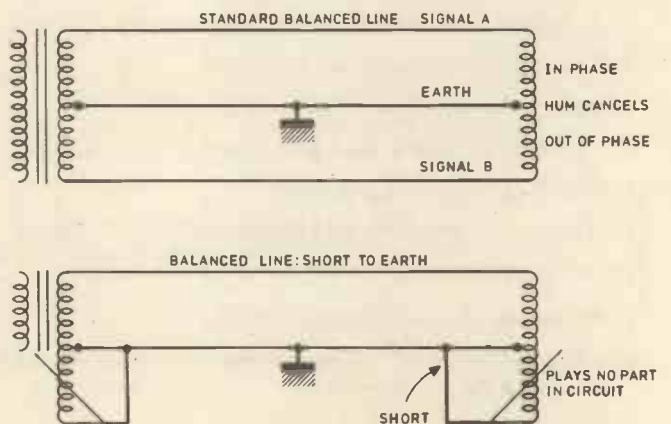 STANDARD BALANCED LINE SIGNAL A
IN PHASE
EARTH
HUM CANCELS
OUT OF PHASE
SIGNAL B
BALANCED LINE: SHORT TO EARTH
PLAYS NO PART
IN CIRCUIT
SHORT